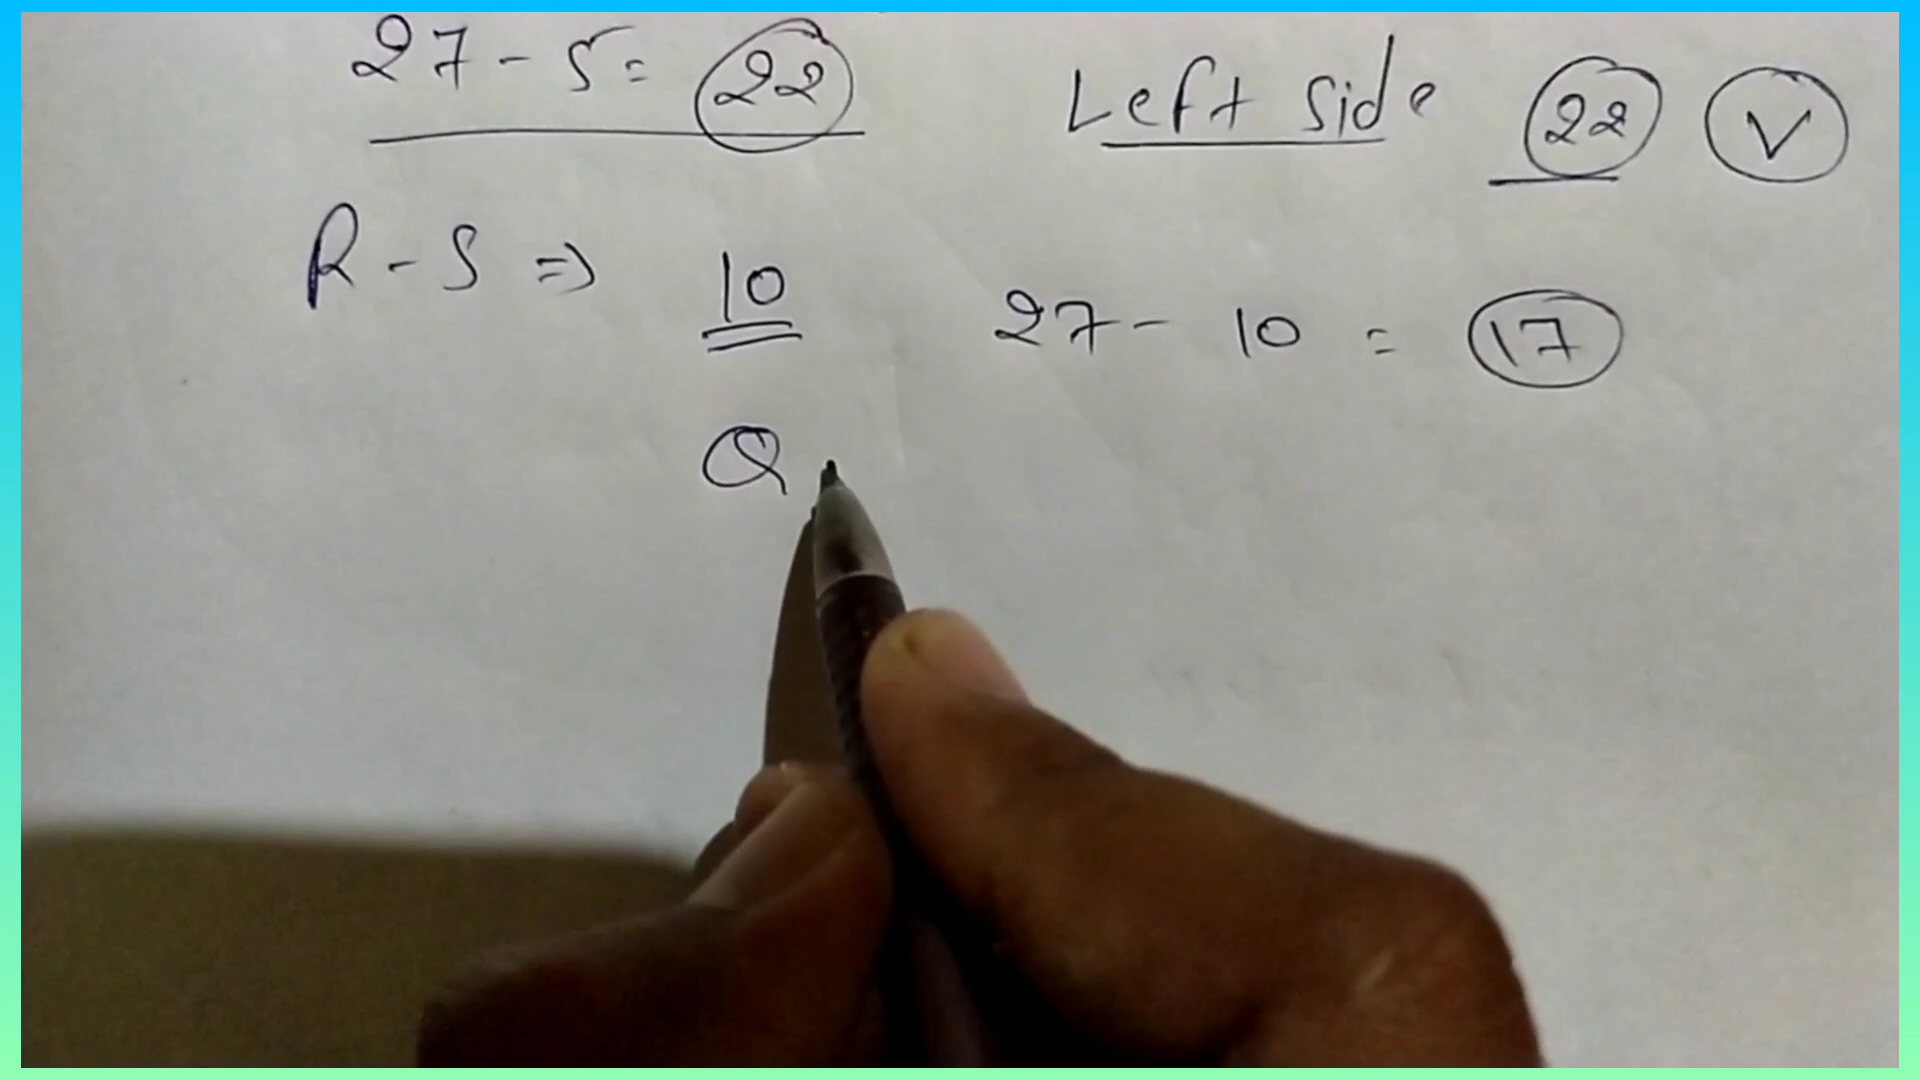 27 - 5 = 22
Left side 22 V
R - S ⇒ 10 27 - 10 = 17
Q